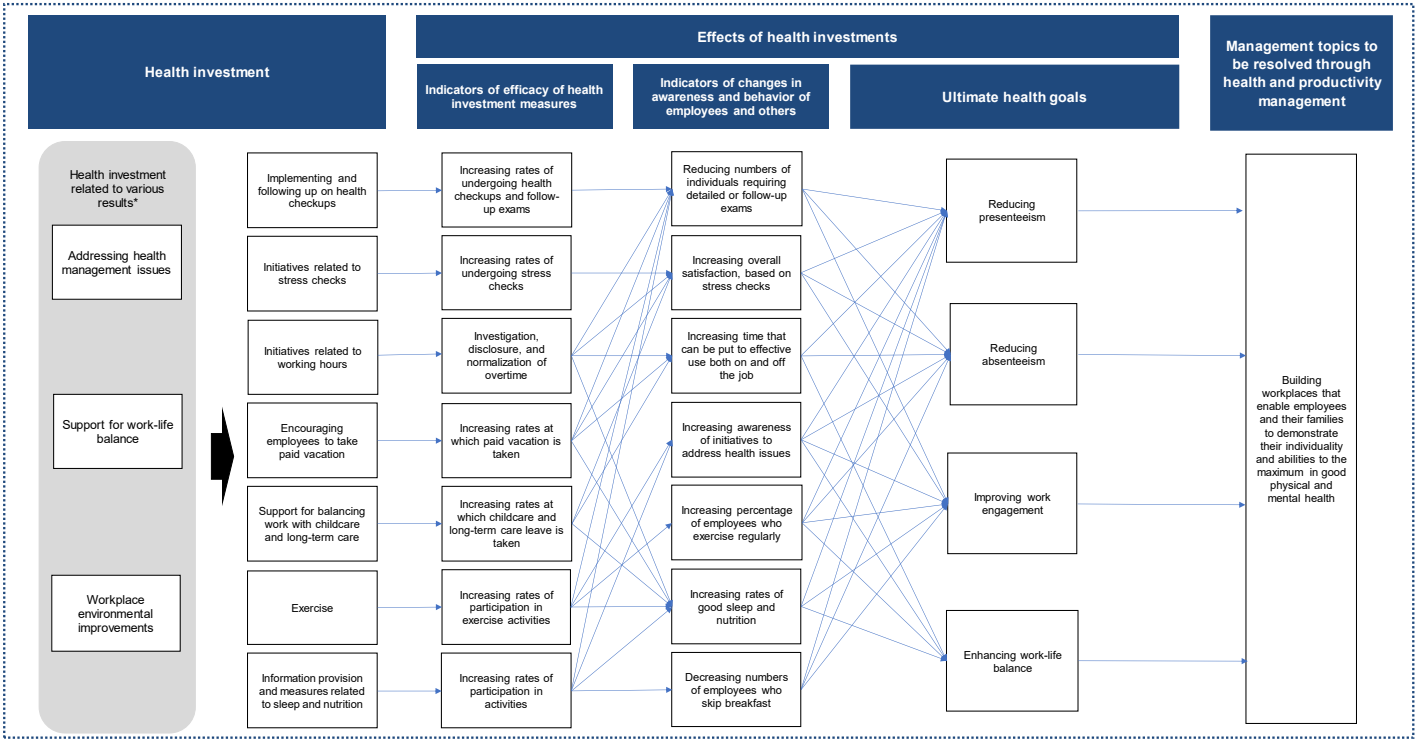 Health investment
Effects of health investments
Indicators of efficacy of health
investment measures
Indicators of changes in
awareness and behavior of
employees and others
Ultimate health goals
Management topics to
be resolved through
health and productivity
management
Health investment
related to various
results*
Addressing health
management issues
Support for work-life
balance
Workplace
environmental
improvements
Implementing and
following up on health
checkups
Initiatives related to
stress checks
Initiatives related to
working hours
Encouraging
employees to take
paid vacation
Support for balancing
work with childcare
and long-term care
Exercise
Information provision
and measures related
to sleep and nutrition
Increasing rates of
undergoing health
checkups and follow-
up exams
Increasing rates of
undergoing stress
checks
Investigation,
disclosure, and
normalization of
overtime
Increasing rates at
which paid vacation is
taken
Increasing rates at
which childcare and
long-term care leave is
taken
Increasing rates of
participation in
exercise activities
Increasing rates of
participation in
activities
Reducing numbers of
individuals requiring
detailed or follow-up
exams
Increasing overall
satisfaction, based on
stress checks
Increasing time that
can be put to effective
use both on and off
the job
Increasing awareness
of initiatives to
address health issues
Increasing percentage
of employees who
exercise regularly
Increasing rates of
good sleep and
nutrition
Decreasing numbers
of employees who
skip breakfast
Reducing
presenteeism
Reducing
absenteeism
Improving work
engagement
Enhancing work-life
balance
Building
workplaces that
enable employees
and their families
to demonstrate
their individuality
and abilities to the
maximum in good
physical and
mental health